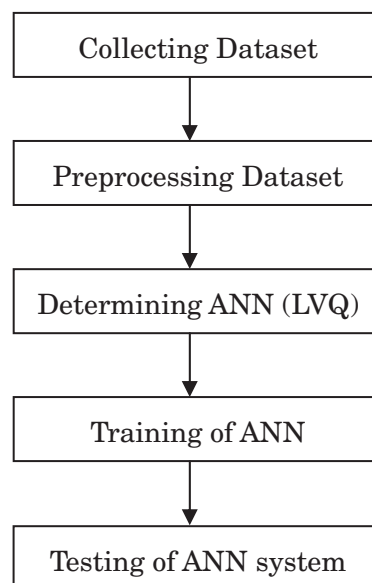 Collecting Dataset
Preprocessing Dataset
Determining ANN (LVQ)
Training of ANN
Testing of ANN system